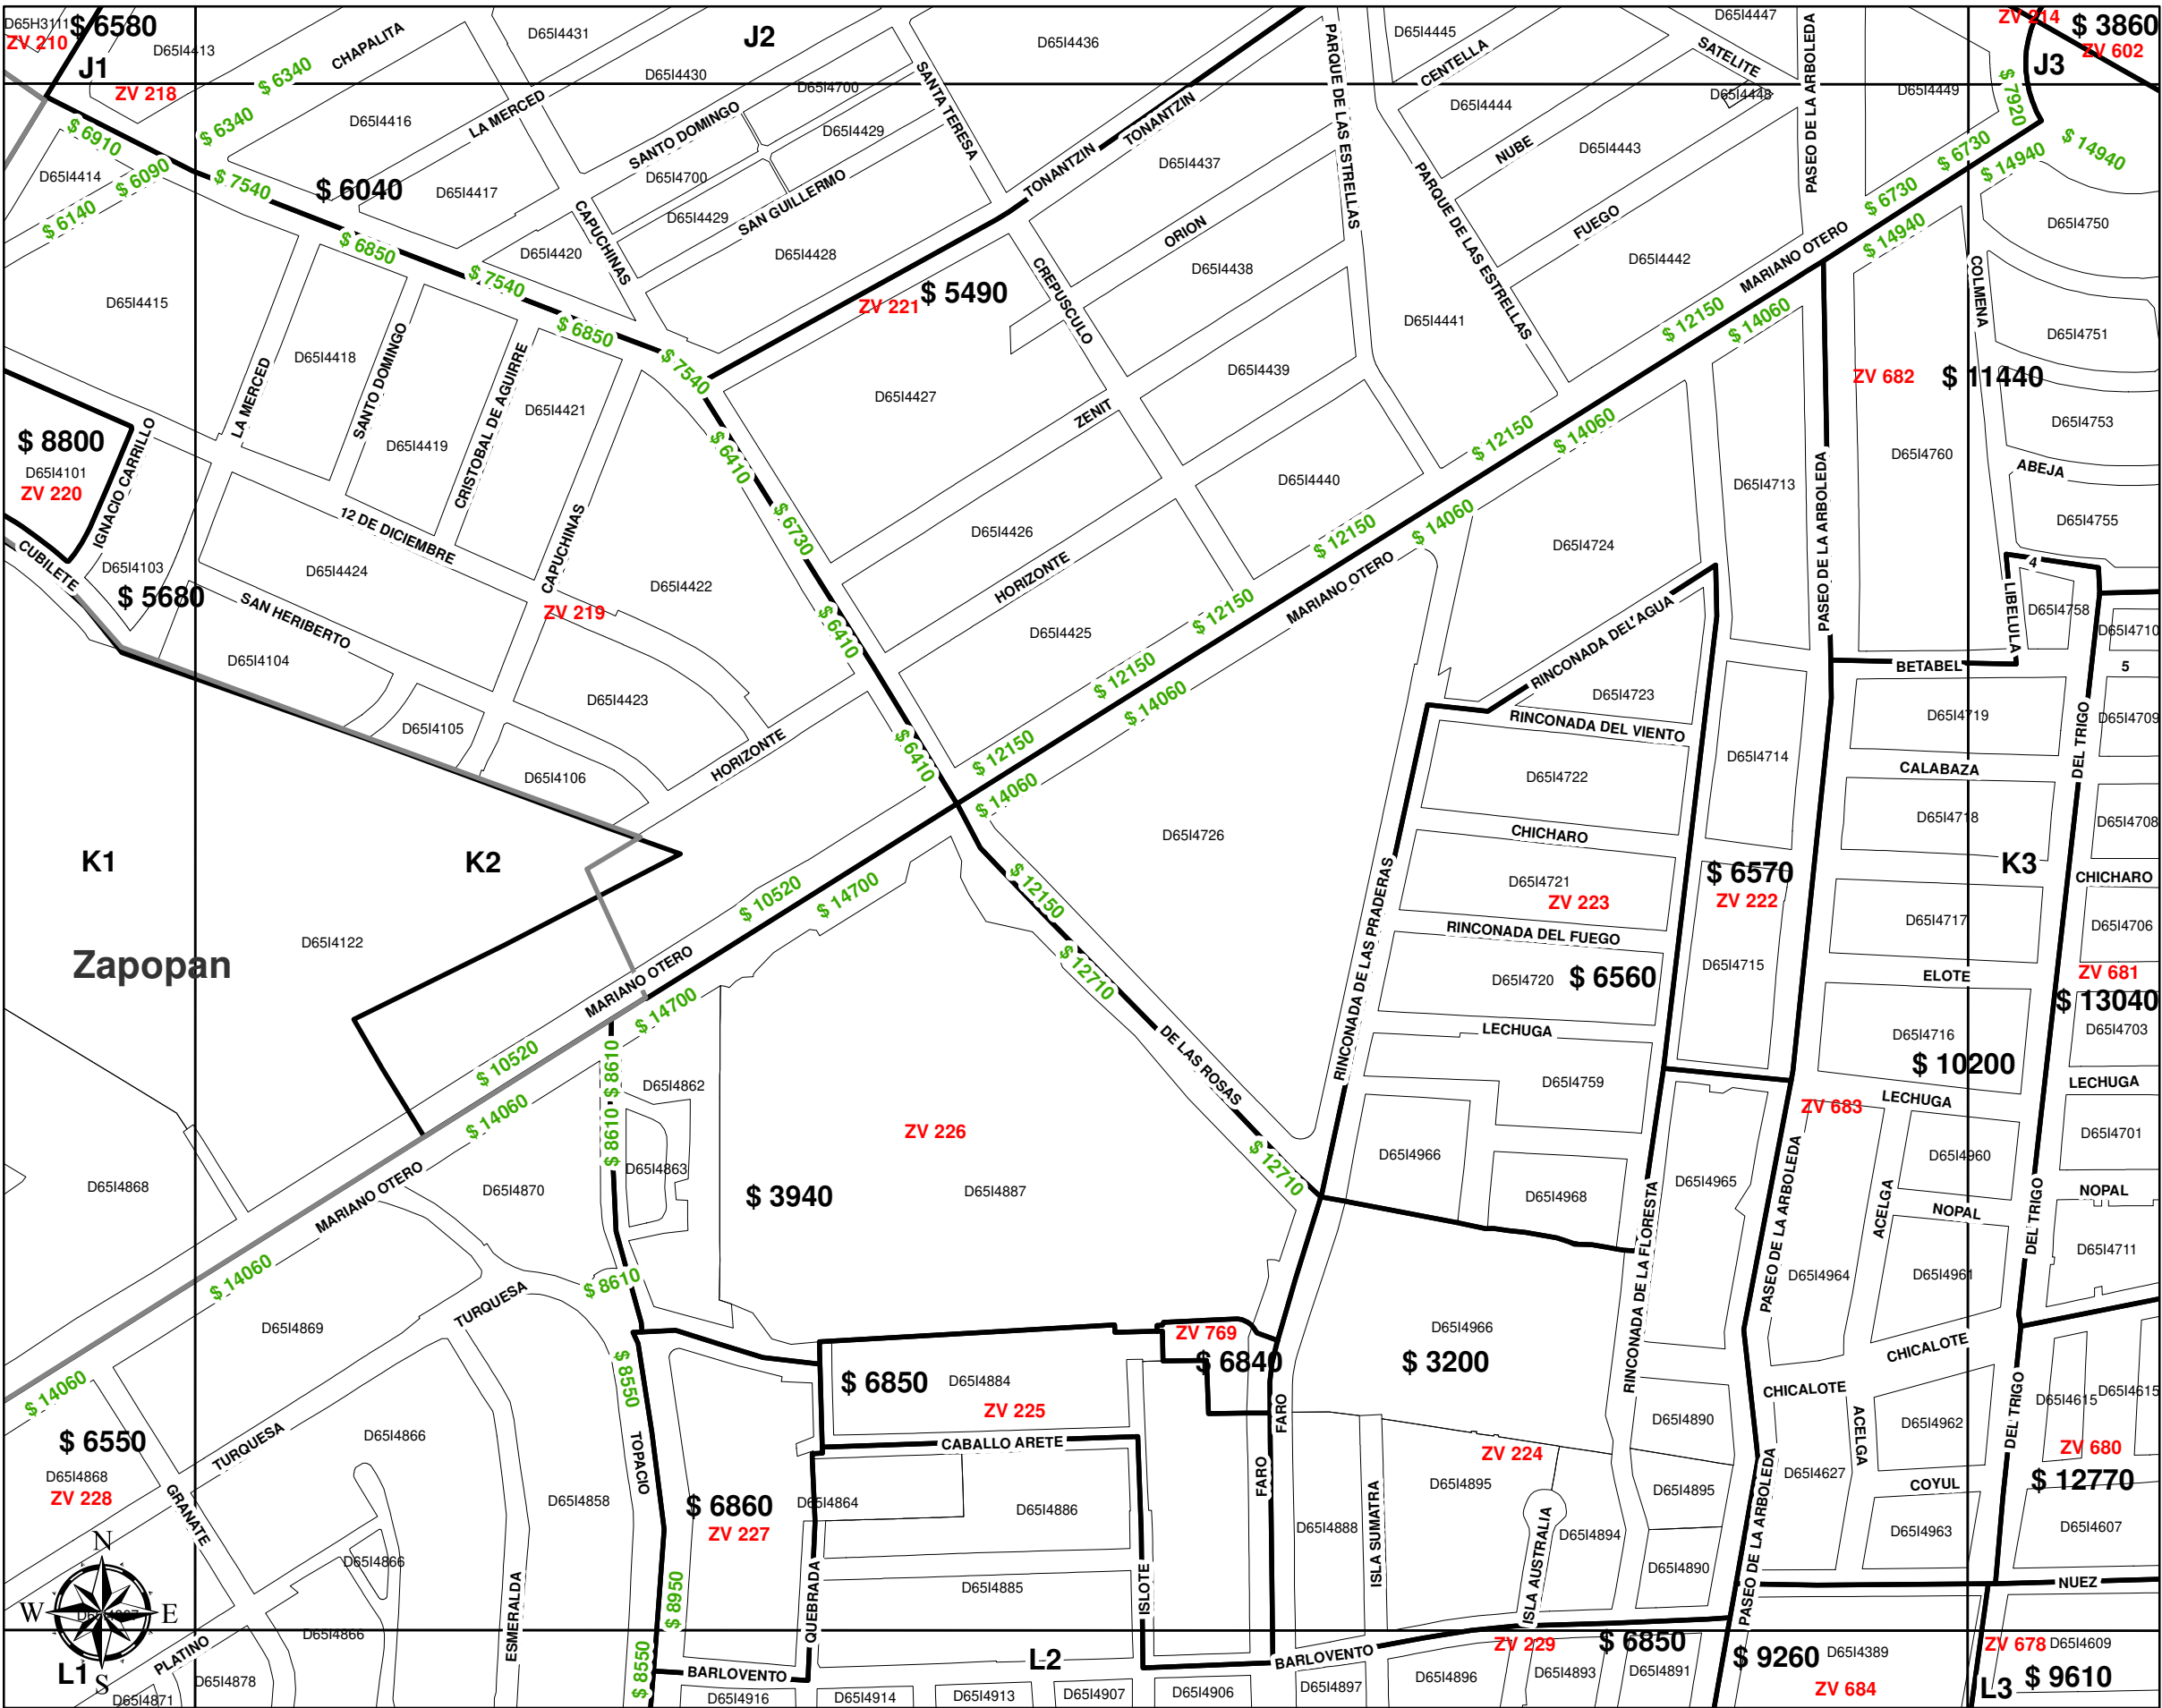 D65H3111
$ 6580
ZV 210
D65I4413
CHAPALITA
D65I4431
J2
D65I4436
D65I4445
CENTELLA
D65I4447
SATELITE
ZV 214
$ 3860
ZV 602
J1
ZV 218
$ 6340
D65I4430
D65I4700
SANTA TERESA
PARQUE DE LAS ESTRELLAS
PASEO DE LA ARBOLEDA
D65I4448
D65I4449
J3
$ 7920
$ 6910
$ 6340
D65I4416
LA MERCED
SANTO DOMINGO
D65I4429
TONANTZIN
TONANTZIN
D65I4444
NUBE
D65I4443
$ 6730
$ 14940
$ 14940
D65I4414
$ 6090
$ 7540
$ 6040
D65I4417
D65I4700
D65I4437
PARQUE DE LAS ESTRELLAS
$ 6730
$ 6140
$ 6850
CAPUCHINAS
D65I4429
SAN GUILLERMO
ORION
FUEGO
MARIANO OTERO
$ 14940
D65I4750
D65I4420
D65I4428
D65I4438
D65I4442
COLMENA
D65I4415
$ 7540
ZV 221
$ 5490
CREPUSCULO
D65I4441
$ 12150
$ 14060
D65I4751
$ 6850
D65I4418
SANTO DOMINGO
CRISTOBAL DE AGUIRRE
$ 7540
D65I4439
ZV 682
$ 11440
LA MERCED
D65I4421
D65I4427
ZENIT
$ 12150
$ 14060
D65I4753
$ 8800
D65I4101
ZV 220
IGNACIO CARRILLO
D65I4419
$ 6410
D65I4440
D65I4713
PASEO DE LA ARBOLEDA
D65I4760
ABEJA
12 DE DICIEMBRE
CAPUCHINAS
$ 6730
D65I4426
$ 12150
$ 14060
D65I4724
D65I4755
CUBILETE
D65I4103
$ 5680
D65I4424
D65I4422
HORIZONTE
MARIANO OTERO
4
LIBELULA
D65I4758
SAN HERIBERTO
ZV 219
$ 6410
D65I4425
$ 12150
RINCONADA DEL AGUA
D65I4710
D65I4104
$ 12150
BETABEL
5
D65I4423
D65I4723
$ 14060
D65I4105
RINCONADA DEL VIENTO
D65I4719
DEL TRIGO
D65I4709
HORIZONTE
$ 6410
$ 12150
D65I4714
D65I4106
$ 14060
D65I4722
CALABAZA
D65I4718
D65I4708
D65I4726
CHICHARO
K1
K2
$ 12150
RINCONADA DE LAS PRADERAS
D65I4721
ZV 223
$ 6570
ZV 222
K3
CHICHARO
$ 10520
$ 14700
D65I4717
D65I4706
Zapopan
D65I4122
MARIANO OTERO
$ 12710
RINCONADA DEL FUEGO
D65I4715
D65I4720
$ 6560
ELOTE
ZV 681
$ 13040
$ 14700
DE LAS ROSAS
LECHUGA
D65I4716
D65I4703
$ 10520
$ 8610
D65I4862
D65I4759
$ 10200
LECHUGA
$ 14060
$ 8610
ZV 226
ZV 683
LECHUGA
D65I4701
D65I4868
MARIANO OTERO
D65I4870
D65I4863
$ 3940
D65I4887
$ 12710
D65I4966
D65I4968
D65I4965
PASEO DE LA ARBOLEDA
D65I4960
ACELGA
NOPAL
NOPAL
DEL TRIGO
$ 14060
$ 8610
RINCONADA DE LA FLORESTA
D65I4964
D65I4961
D65I4711
D65I4869
TURQUESA
ZV 769
$ 6840
D65I4966
$ 3200
CHICALOTE
$ 14060
$ 8550
$ 6850
D65I4884
ZV 225
FARO
CHICALOTE
ACELGA
DEL TRIGO
D65I4615
D65I4615
$ 6550
TURQUESA
D65I4866
TOPACIO
CABALLO ARETE
FARO
ZV 224
D65I4890
D65I4962
ZV 680
D65I4868
ZV 228
GRANATE
D65I4858
$ 6860
ZV 227
D65I4864
D65I4886
ISLA SUMATRA
D65I4895
D65I4895
PASEO DE LA ARBOLEDA
D65I4627
COYUL
$ 12770
D65I4888
ISLA AUSTRALIA
D65I4894
D65I4963
D65I4607
N
W
E
S
D65I4866
ESMERALDA
$ 8950
QUEBRADA
D65I4885
ISLOTE
D65I4890
NUEZ
D65I4866
PLATINO
L1
D65I4878
D65I4871
$ 8550
BARLOVENTO
L2
BARLOVENTO
ZV 229
$ 6850
$ 9260
D65I4389
ZV 684
ZV 678
D65I4609
L3
$ 9610
D65I4916
D65I4914
D65I4913
D65I4907
D65I4906
D65I4897
D65I4896
D65I4893
D65I4891